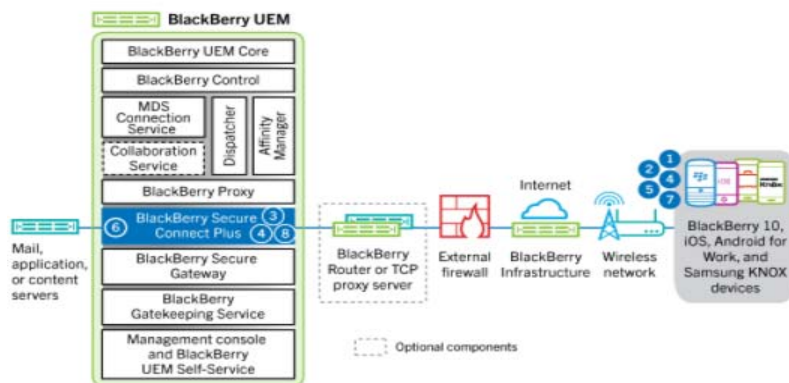 BlackBerry UEM
BlackBerry UEM Core
BlackBerry Control
MDS
Connection
Service
Collaboration
Service
Dispatcher
Affinity
Manager
BlackBerry Proxy
6
BlackBerry Secure
Connect Plus
3
4 8
BlackBerry Secure
Gateway
BlackBerry
Gatekeeping Service
Management console
and BlackBerry
UEM Self-Service
Mail,
application,
or content
servers
BlackBerry
Router or TCP
proxy server
External
firewall
Internet
BlackBerry
Infrastructure
Wireless
network
1
2
4
5
7
iOS
KNOX
BlackBerry 10,
iOS, Android for
Work, and
Samsung KNOX
devices
Optional components